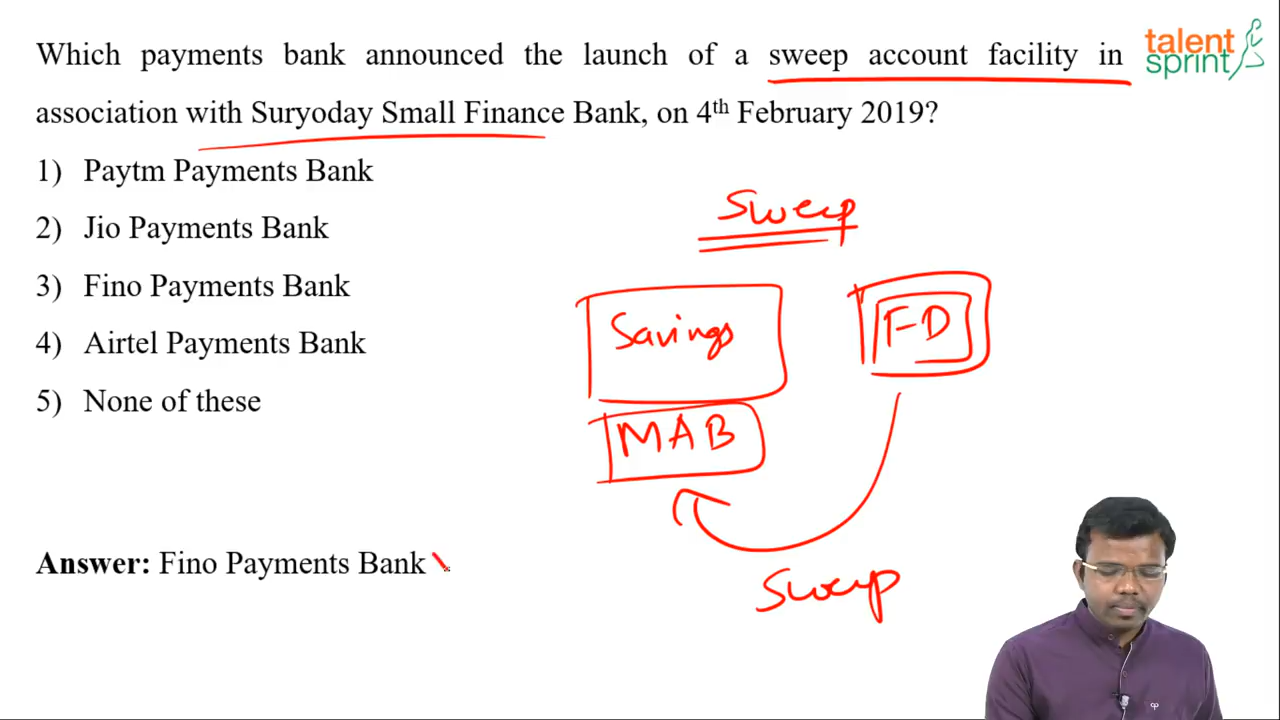 Which payments bank announced the launch of a sweep account facility in
association with Suryoday Small Finance Bank, on 4th February 2019?
1) Paytm Payments Bank
2) Jio Payments Bank
3) Fino Payments Bank
4) Airtel Payments Bank
5) None of these
Answer: Fino Payments Bank
talent
sprint
Sweep
Savings
FD
MAB
Sweep